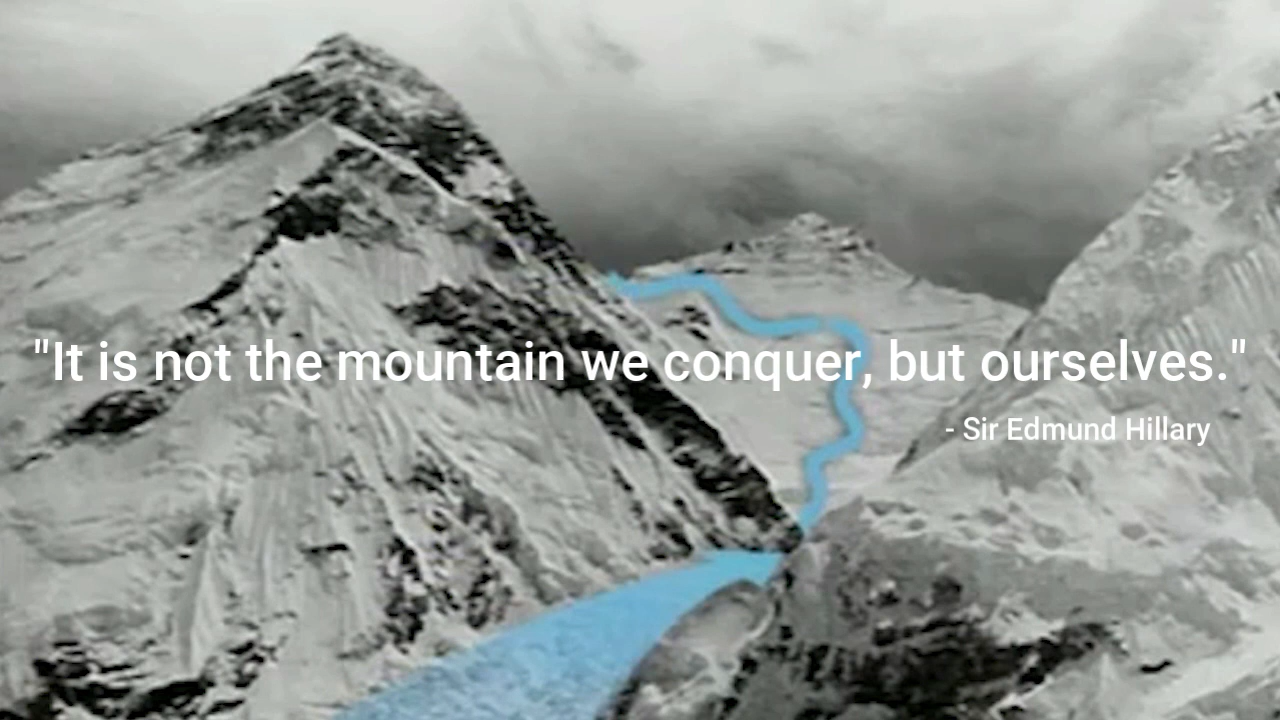 "It is not the mountain we conquer, but ourselves."
- Sir Edmund Hillary